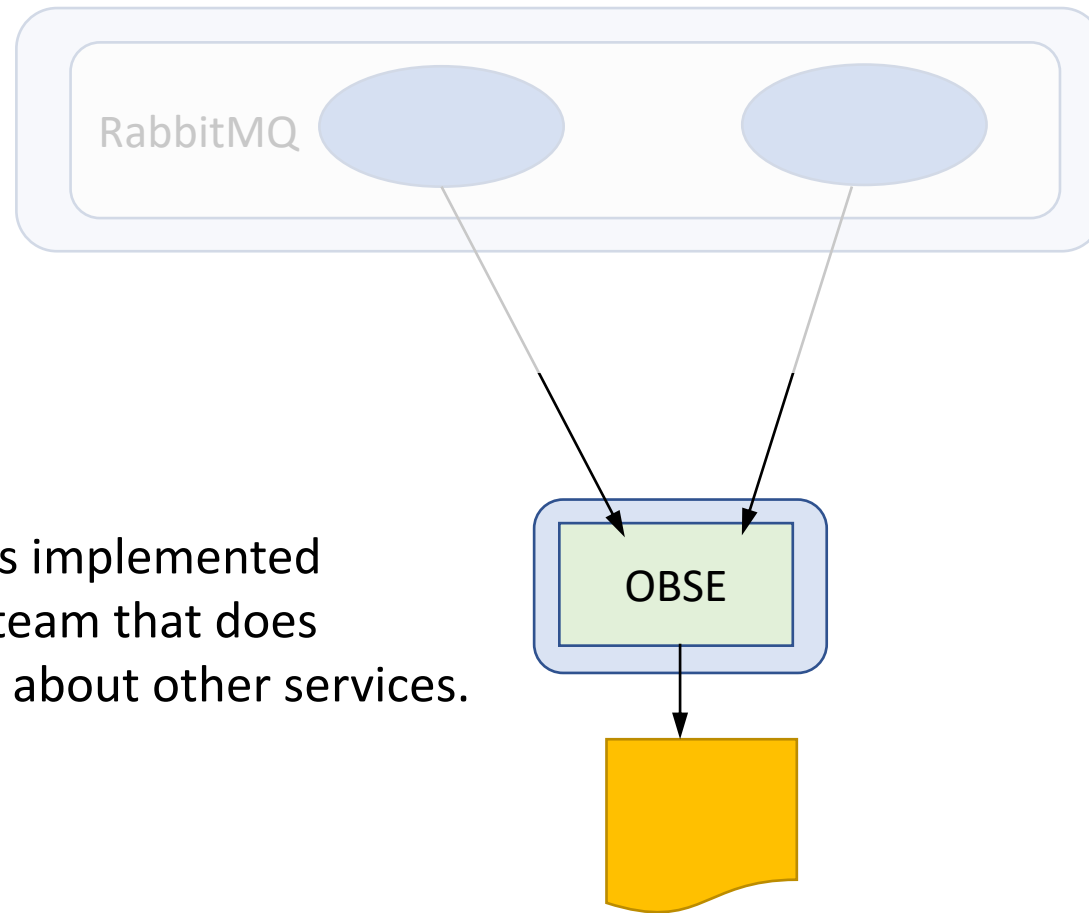 RabbitMQ
s implemented
team that does
about other services.
OBSE